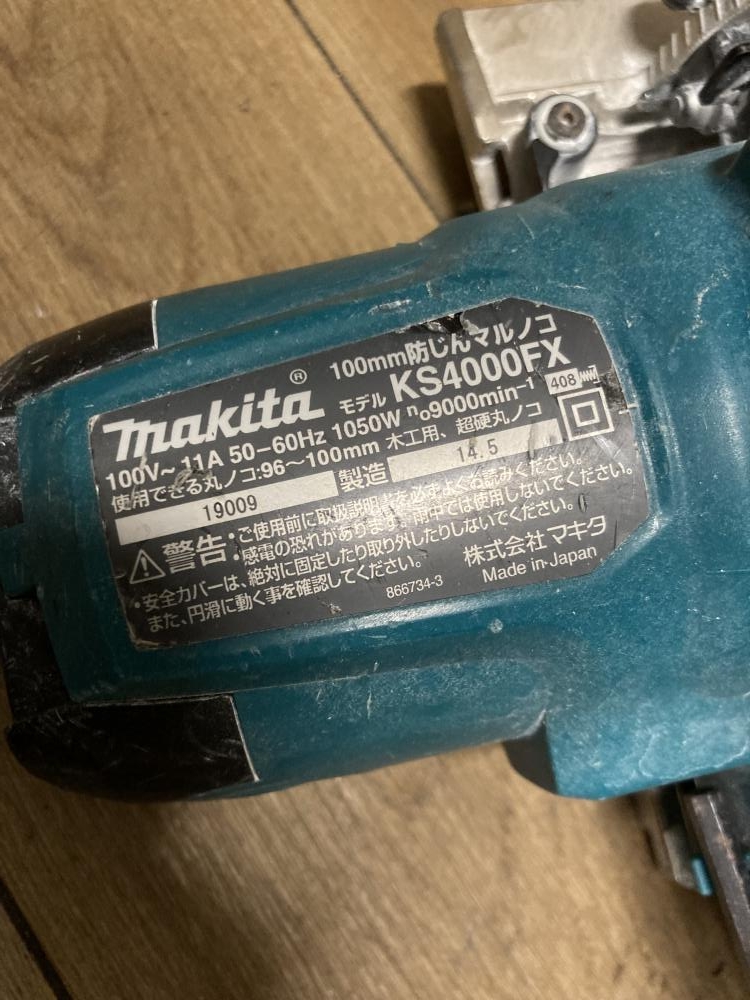 100mm防じんマルノコ
makita® モデル KS4000FX
100V～ 11A 50-60Hz 1050W n₀9000min⁻¹ 408
使用できる丸ノコ:96～100mm 木工用、超硬丸ノコ
19009 製造 14.5
警告：・ご使用前に取扱説明書を必ずよくお読みください。
・感電の恐れがあります。雨中では使用しないでください。
・安全カバーは、絶対に固定したり取り外したりしないでください。
また、円滑に動く事を確認してください。
866734-3
株式会社 マキタ
Made in Japan